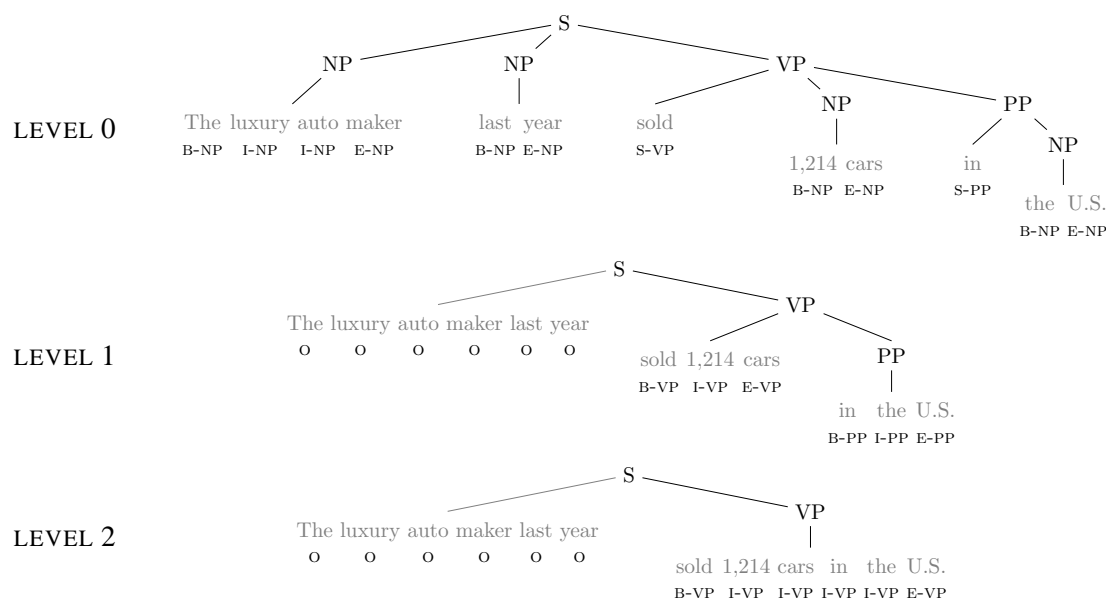 S
NP NP VP
NP PP
LEVEL 0 The luxury auto maker last year sold
B-NP I-NP I-NP E-NP B-NP E-NP S-VP
NP
1,214 cars in
B-NP E-NP S-PP
the U.S.
B-NP E-NP
S
VP
The luxury auto maker last year
O O O O O O
LEVEL 1 PP
sold 1,214 cars
B-VP I-VP E-VP
in the U.S.
B-PP I-PP E-PP
S
VP
The luxury auto maker last year
LEVEL 2
O O O O O O
sold 1,214 cars in the U.S.
B-VP I-VP I-VP I-VP I-VP E-VP